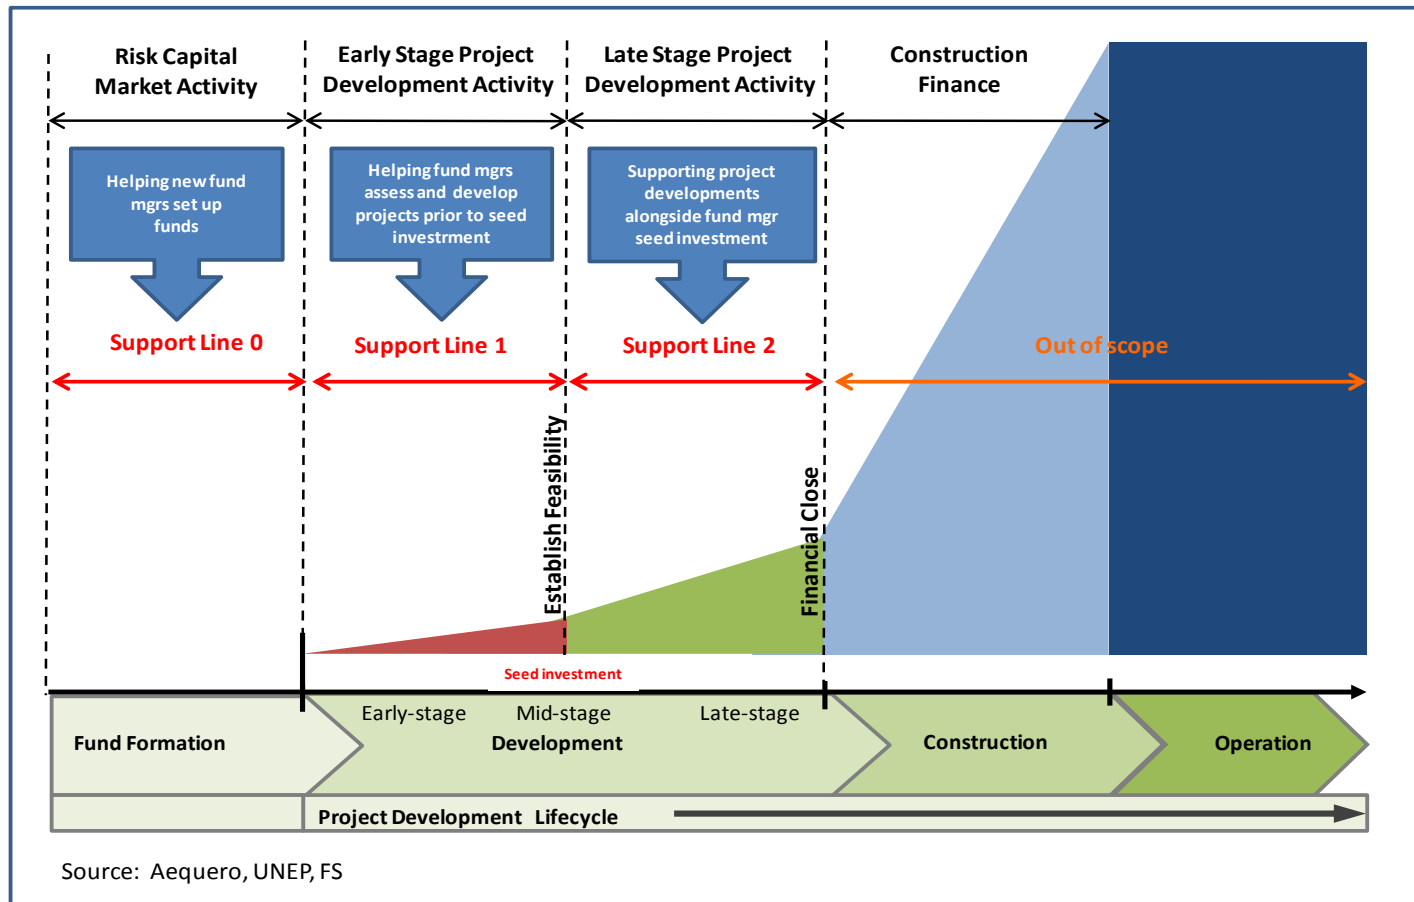 Risk Capital
Market Activity
Early Stage Project
Development Activity
Late Stage Project
Development Activity
Construction
Finance
Helping new fund
mgrs set up
funds
Helping fund mgrs
assess and develop
projects prior to seed
investrment
Supporting project
developments
alongside fund mgr
seed investment
Support Line 0
Support Line 1
Support Line 2
Out of scope
Establish Feasibility
Financial Close
Seed investment
Early-stage
Mid-stage
Late-stage
Fund Formation
Development
Construction
Operation
Project Development Lifecycle
Source: Aequero, UNEP, FS